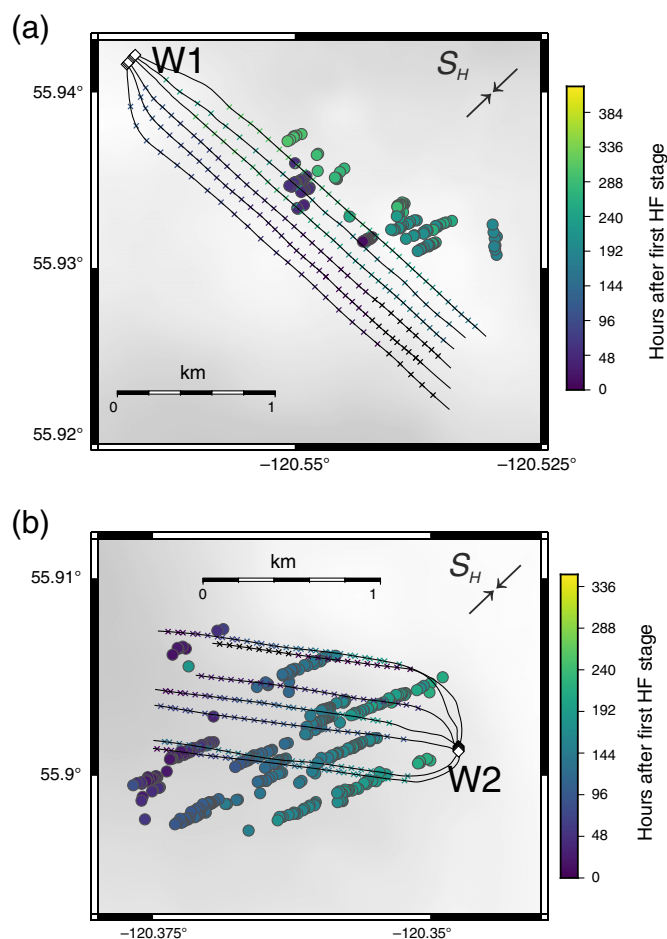 (a)
W1
S_H
55.94°
55.93°
55.92°
km
0 1
−120.55° −120.525°
384
336
288
240
192
144
96
48
0
Hours after first HF stage
(b)
km
0 1
S_H
55.91°
55.9°
W2
−120.375° −120.35°
336
288
240
192
144
96
48
0
Hours after first HF stage